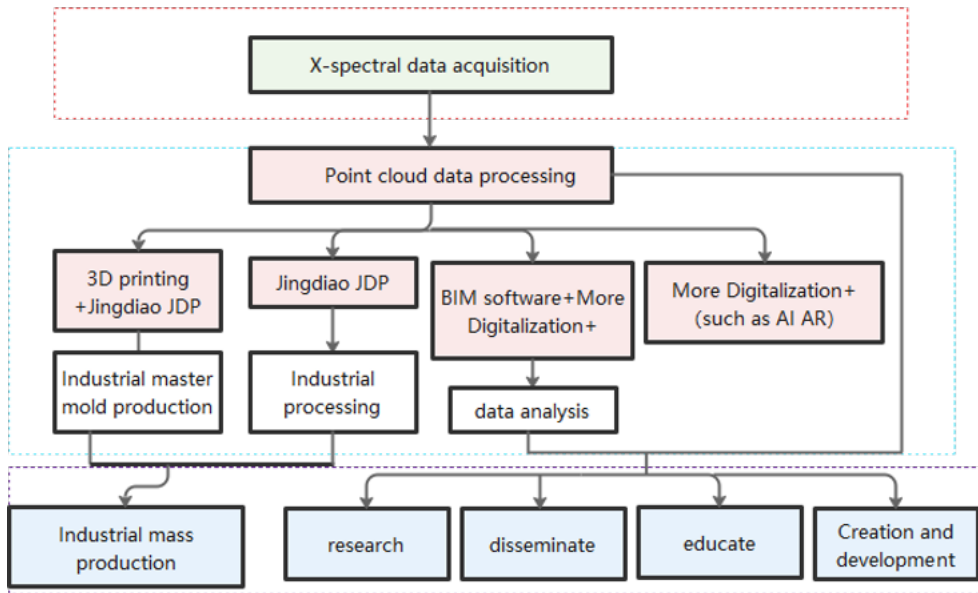 X-spectral data acquisition
Point cloud data processing
3D printing
+Jingdiao JDP
Jingdiao JDP
BIM software+More
Digitalization+
More Digitalization+
(such as AI AR)
Industrial master
mold production
Industrial
processing
data analysis
Industrial mass
production
research
disseminate
educate
Creation and
development